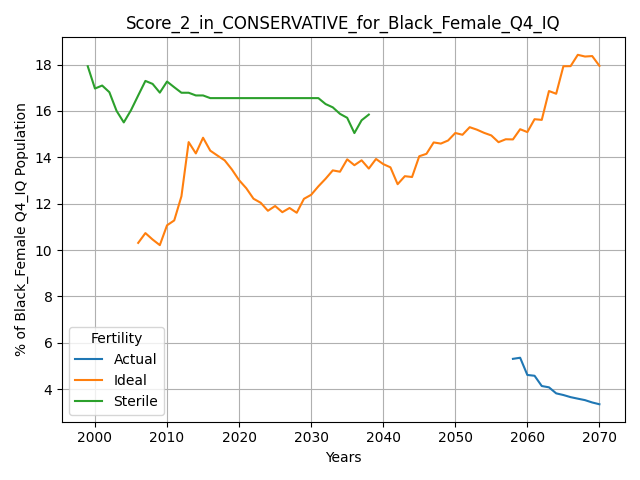 Score_2_in_CONSERVATIVE_for_Black_Female_Q4_IQ
% of Black_Female Q4_IQ Population
18
16
14
12
10
8
6
4
Fertility
Actual
Ideal
Sterile
2000 2010 2020 2030 2040 2050 2060 2070
Years